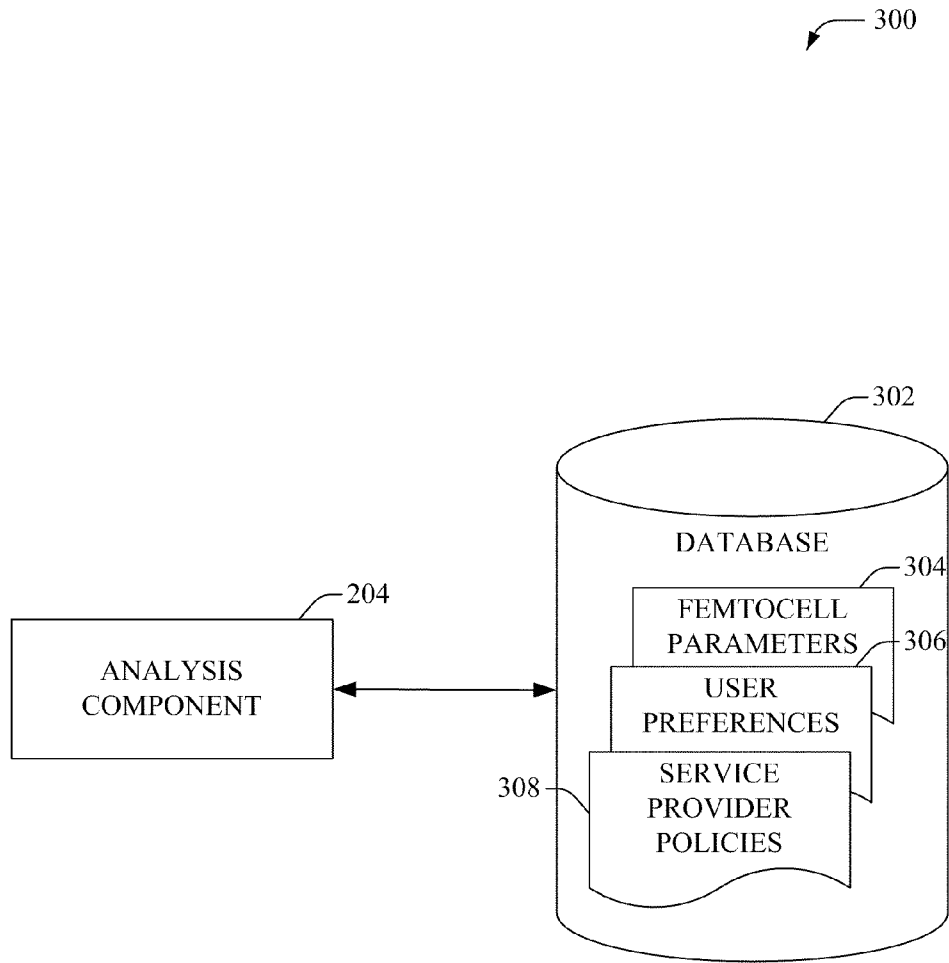 300
302
DATABASE
304
FEMTOCELL
PARAMETERS
306
USER
PREFERENCES
308
SERVICE
PROVIDER
POLICIES
204
ANALYSIS
COMPONENT